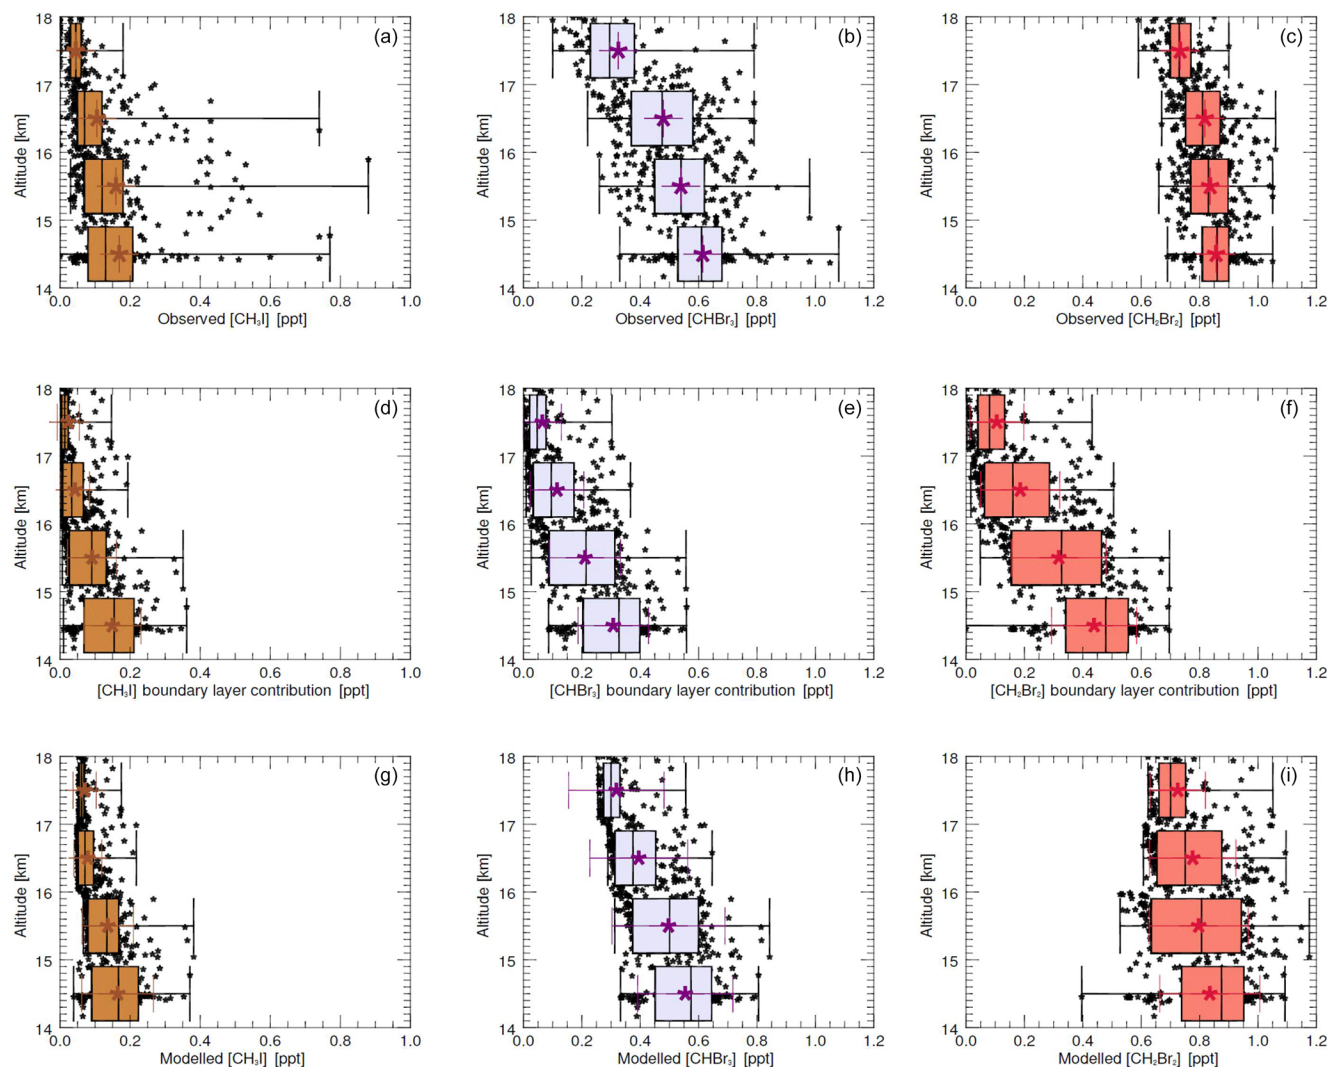 18
17
16
15
14
Altitude [km]
(a)
0.0 0.2 0.4 0.6 0.8 1.0
Observed [CH₃I] [ppt]
18
17
16
15
14
Altitude [km]
(b)
0.0 0.2 0.4 0.6 0.8 1.0 1.2
Observed [CHBr₃] [ppt]
18
17
16
15
14
Altitude [km]
(c)
0.0 0.2 0.4 0.6 0.8 1.0 1.2
Observed [CH₂Br₂] [ppt]
18
17
16
15
14
Altitude [km]
(d)
0.0 0.2 0.4 0.6 0.8 1.0
[CH₃I] boundary layer contribution [ppt]
18
17
16
15
14
Altitude [km]
(e)
0.0 0.2 0.4 0.6 0.8 1.0 1.2
[CHBr₃] boundary layer contribution [ppt]
18
17
16
15
14
Altitude [km]
(f)
0.0 0.2 0.4 0.6 0.8 1.0 1.2
[CH₂Br₂] boundary layer contribution [ppt]
18
17
16
15
14
Altitude [km]
(g)
0.0 0.2 0.4 0.6 0.8 1.0
Modelled [CH₃I] [ppt]
18
17
16
15
14
Altitude [km]
(h)
0.0 0.2 0.4 0.6 0.8 1.0 1.2
Modelled [CHBr₃] [ppt]
18
17
16
15
14
Altitude [km]
(i)
0.0 0.2 0.4 0.6 0.8 1.0 1.2
Modelled [CH₂Br₂] [ppt]